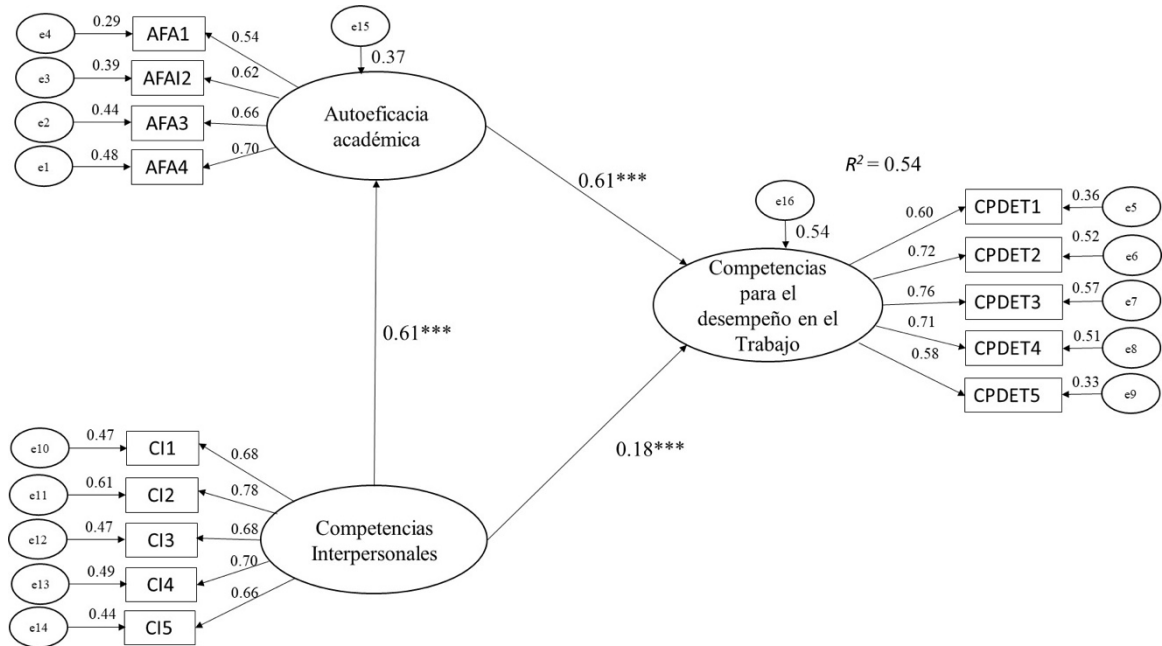 e4
0.29
AFA1
0.54
e15
0.37
e3
0.39
AFAI2
0.62
e2
0.44
AFA3
0.66
e1
0.48
AFA4
0.70
Autoeficacia
académica
0.61***
R² = 0.54
e16
0.54
Competencias
para el
desempeño en el
Trabajo
0.60
CPDET1
0.36
e5
0.72
CPDET2
0.52
e6
0.76
CPDET3
0.57
e7
0.71
CPDET4
0.51
e8
0.58
CPDET5
0.33
e9
0.61***
0.18***
e10
0.47
CI1
0.68
e11
0.61
CI2
0.78
e12
0.47
CI3
0.68
e13
0.49
CI4
0.70
e14
0.44
CI5
0.66
Competencias
Interpersonales